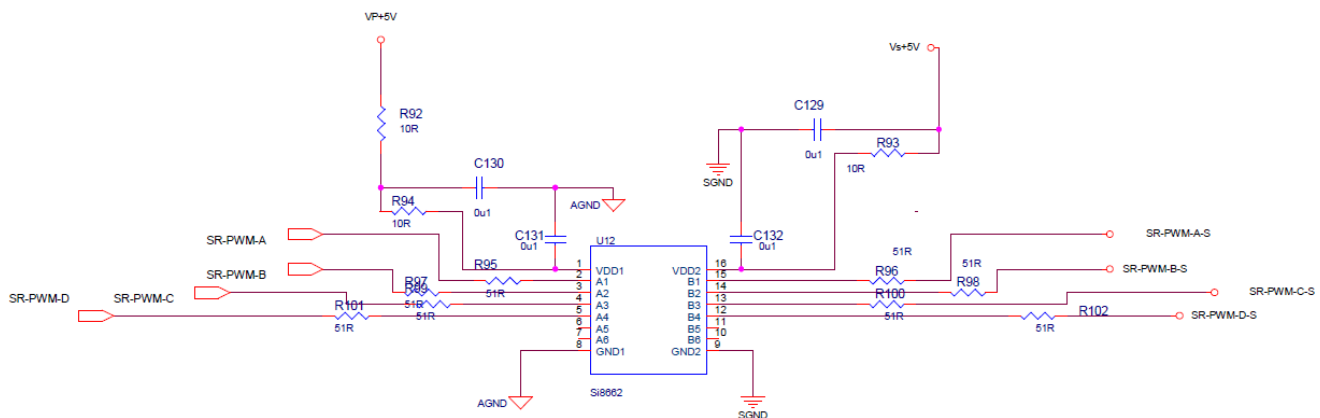 VP+5V
Vs+5V
R92
10R
C129
0u1
R93
10R
SGND
C130
0u1
R94
10R
AGND
C131
0u1
C132
0u1
U12
SR-PWM-A
SR-PWM-B
SR-PWM-D
SR-PWM-C
R95
51R
R97
R99
51R
51R
R101
51R
1 VDD1
2 A1
3 A2
4 A3
5 A4
6 A5
7 A6
8 GND1
VDD2 16
B1 15
B2 14
B3 13
B4 12
B5 11
B6 10
GND2 9
51R
R96
51R
R98
R100
51R
R102
51R
SR-PWM-A-S
SR-PWM-B-S
SR-PWM-C-S
SR-PWM-D-S
AGND
Si8662
SGND